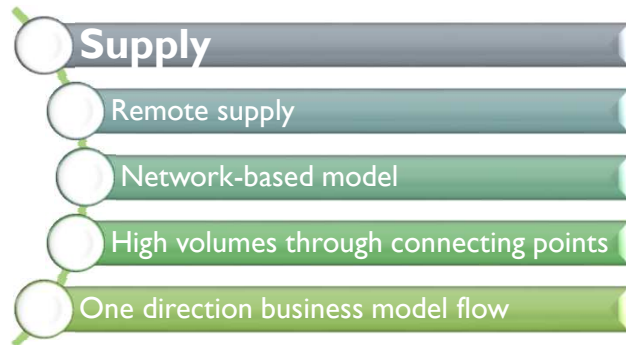 Supply
Remote supply
Network-based model
High volumes through connecting points
One direction business model flow